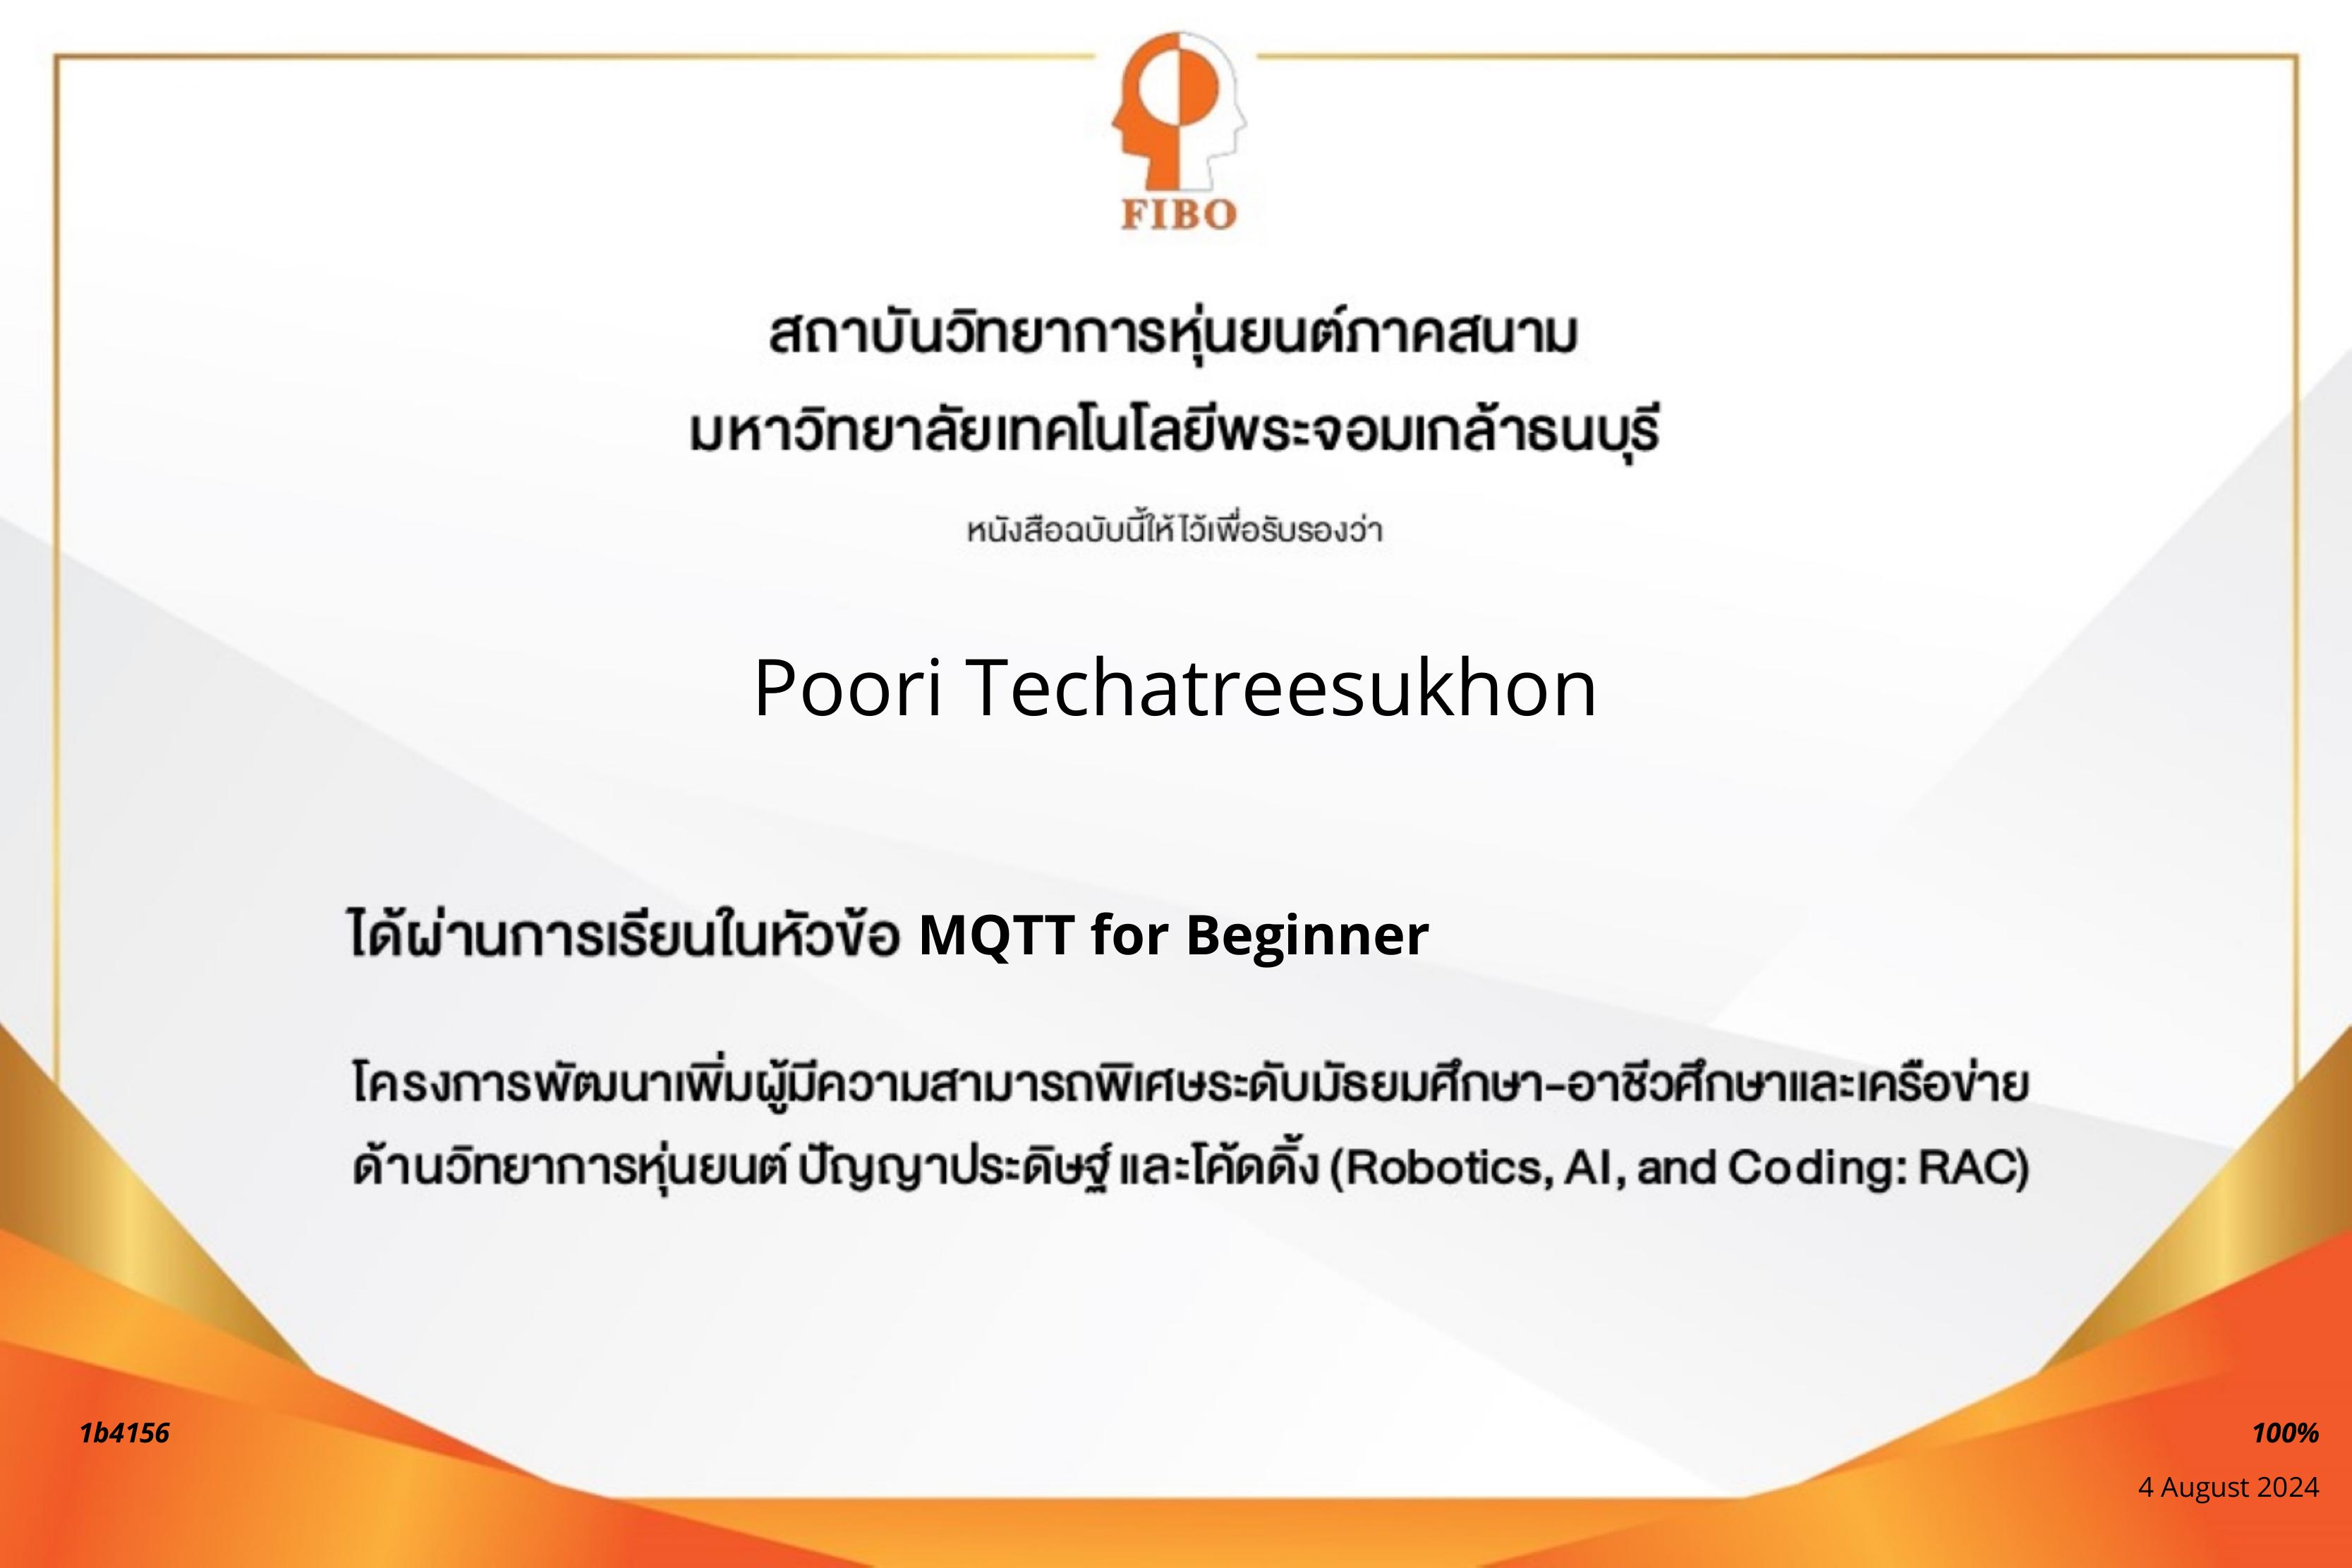 FIBO
สถาบันวิทยาการหุ่นยนต์ภาคสนาม
มหาวิทยาลัยเทคโนโลยีพระจอมเกล้าธนบุรี
หนังสือฉบับนี้ให้ไว้เพื่อรับรองว่า
Poori Techatreesukhon
ได้ผ่านการเรียนในหัวข้อ MQTT for Beginner
โครงการพัฒนาเพิ่มผู้มีความสามารถพิเศษระดับมัธยมศึกษา-อาชีวศึกษาและเครือข่าย
ด้านวิทยาการหุ่นยนต์ ปัญญาประดิษฐ์ และโค้ดดิ้ง (Robotics, AI, and Coding: RAC)
1b4156
100%
4 August 2024